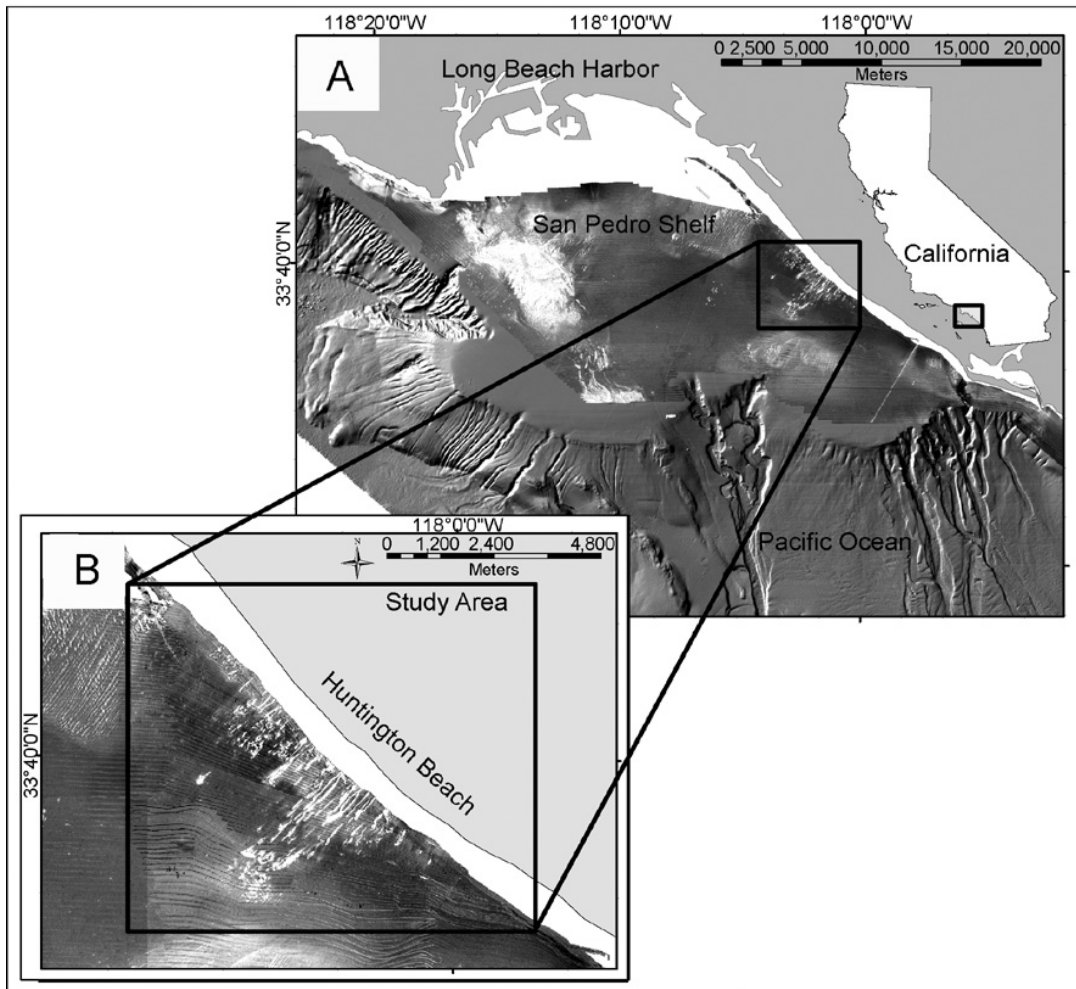 118°20'0"W 118°10'0"W 118°0'0"W
A
0 2,500 5,000 10,000 15,000 20,000
Meters
Long Beach Harbor
San Pedro Shelf
California
33°40'0"N
Pacific Ocean
118°0'0"W
B
N
0 1,200 2,400 4,800
Meters
Study Area
Huntington Beach
33°40'0"N